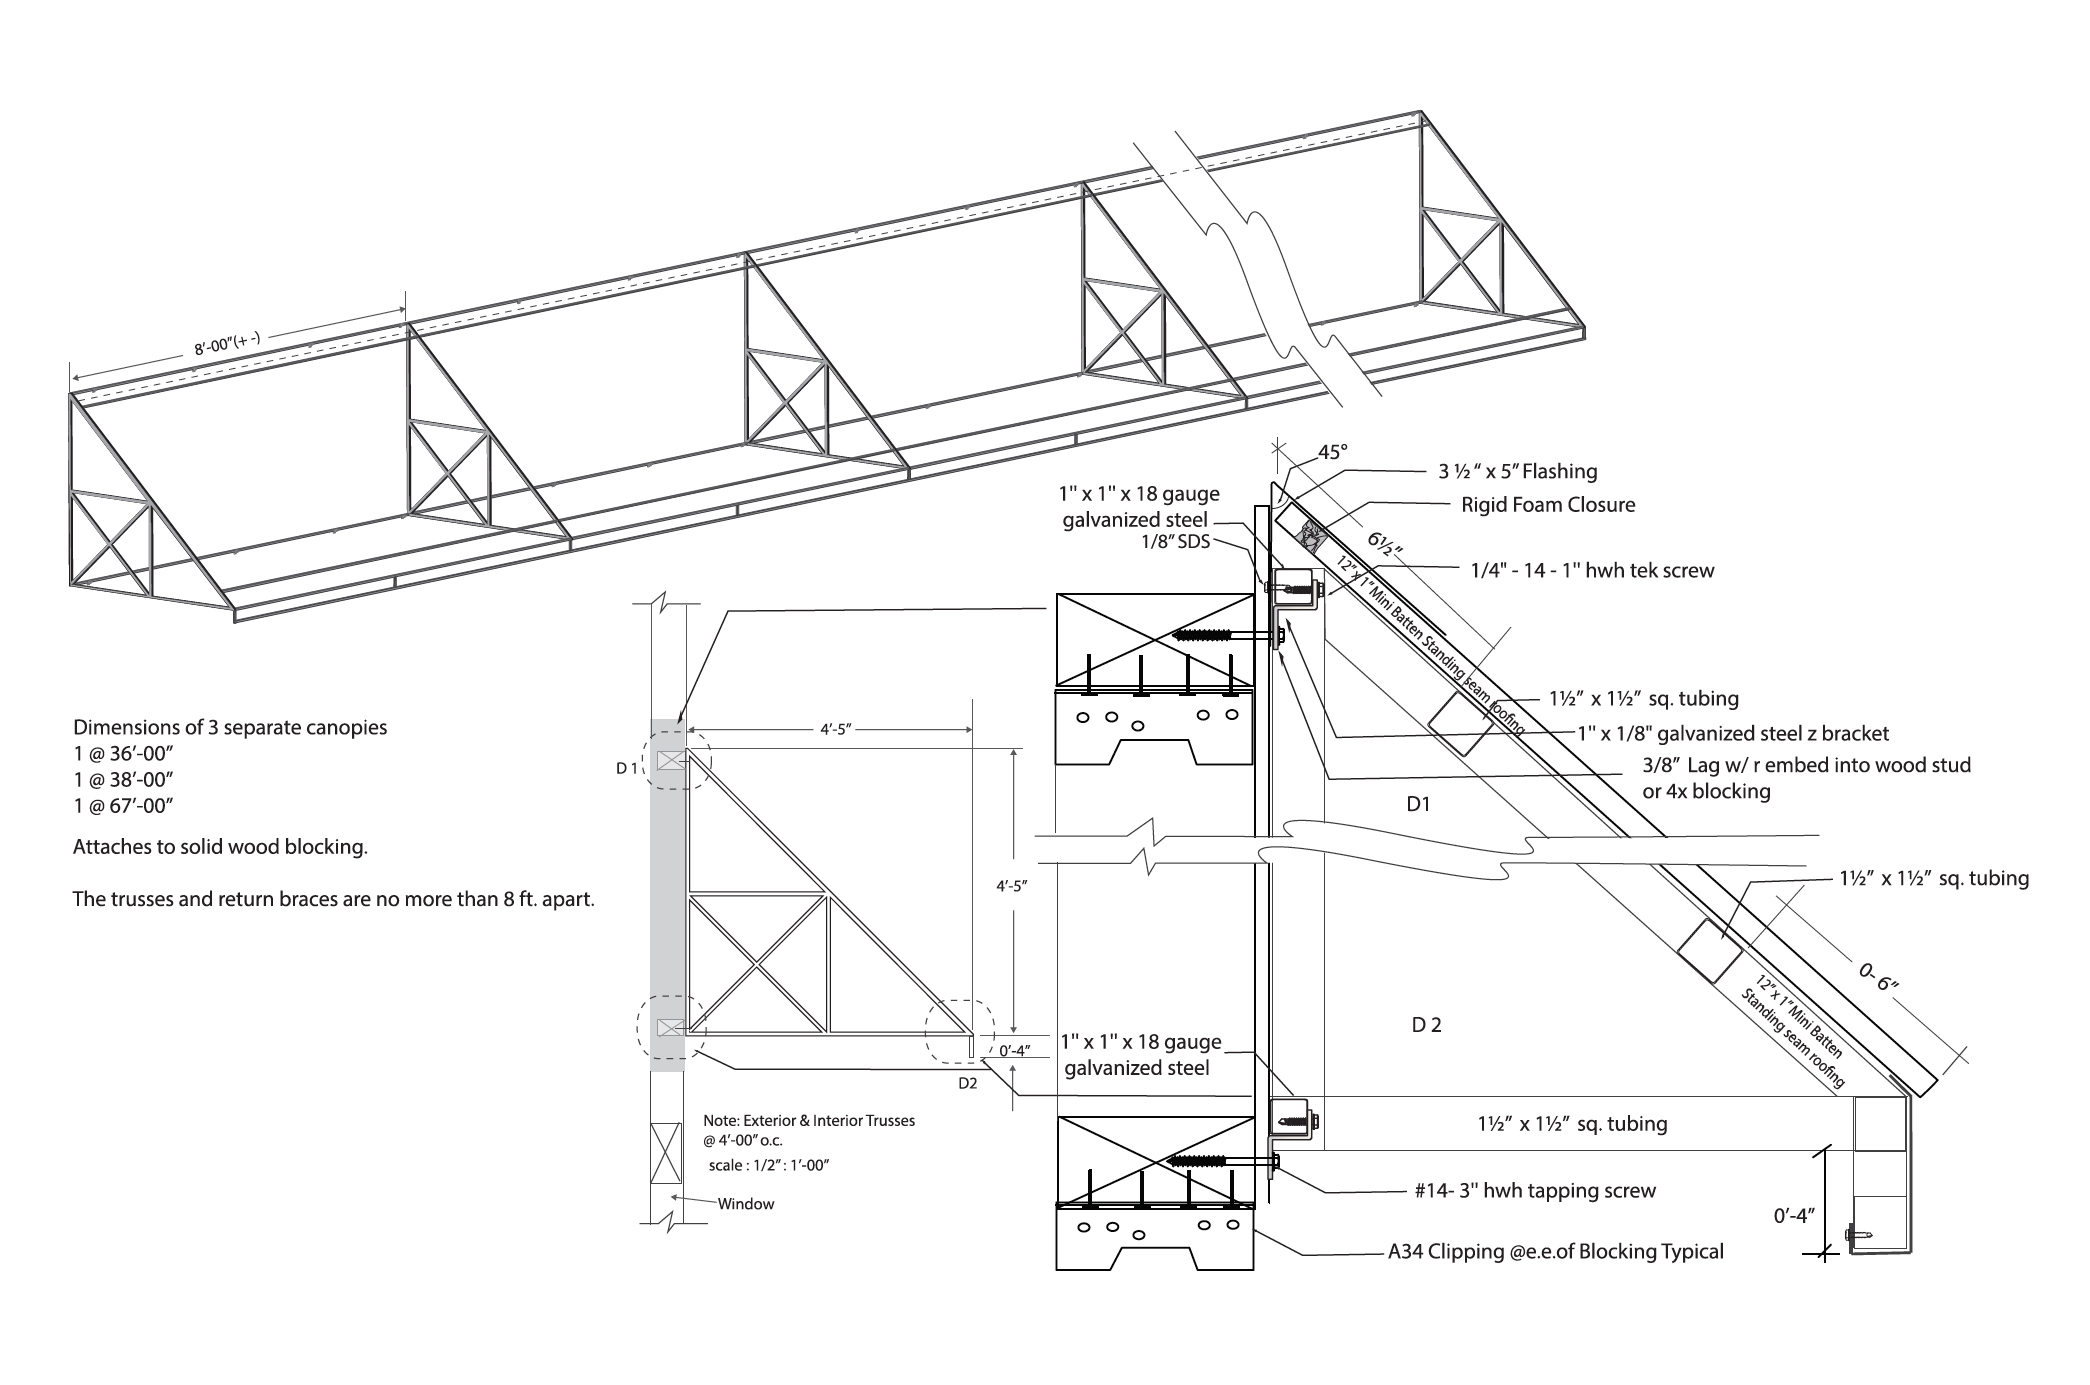 8’-00”(+ -)
45°
3 ½ “ x 5” Flashing
1" x 1" x 18 gauge
galvanized steel
1/8” SDS
Rigid Foam Closure
6½”
1/4" - 14 - 1" hwh tek screw
12”x 1” Mini Batten Standing seam roofing
1½” x 1½” sq. tubing
1" x 1/8" galvanized steel z bracket
3/8” Lag w/ r embed into wood stud
or 4x blocking
D1
Dimensions of 3 separate canopies
1 @ 36’-00”
1 @ 38’-00”
1 @ 67’-00”
Attaches to solid wood blocking.
The trusses and return braces are no more than 8 ft. apart.
4’-5”
D 1
4’-5”
0’-4”
D2
Note: Exterior & Interior Trusses
@ 4’-00” o.c.
scale : 1/2” : 1’-00”
Window
1½” x 1½” sq. tubing
0- 6”
12”x 1” Mini Batten
Standing seam roofing
D 2
1" x 1" x 18 gauge
galvanized steel
1½” x 1½” sq. tubing
#14- 3" hwh tapping screw
0’-4”
A34 Clipping @e.e.of Blocking Typical